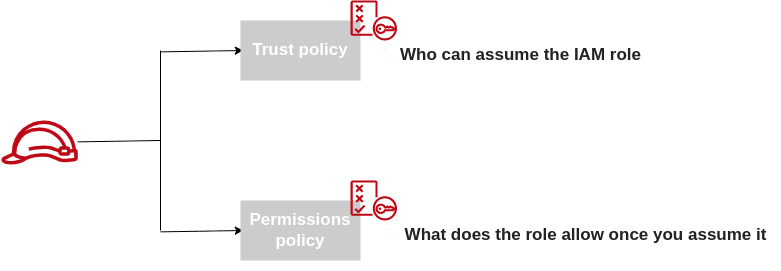 Trust policy
Who can assume the IAM role
Permissions
policy
What does the role allow once you assume it